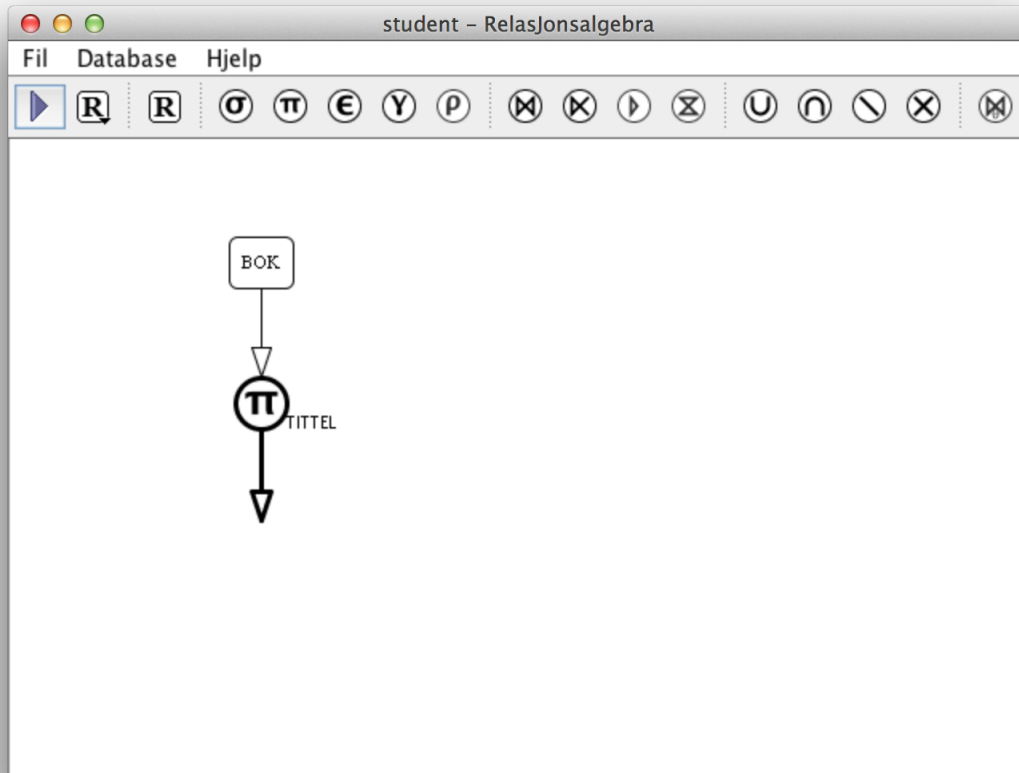 student – RelasJonsalgebra
Fil Database Hjelp
R R σ π ε γ ρ
BOK
π
TITTEL